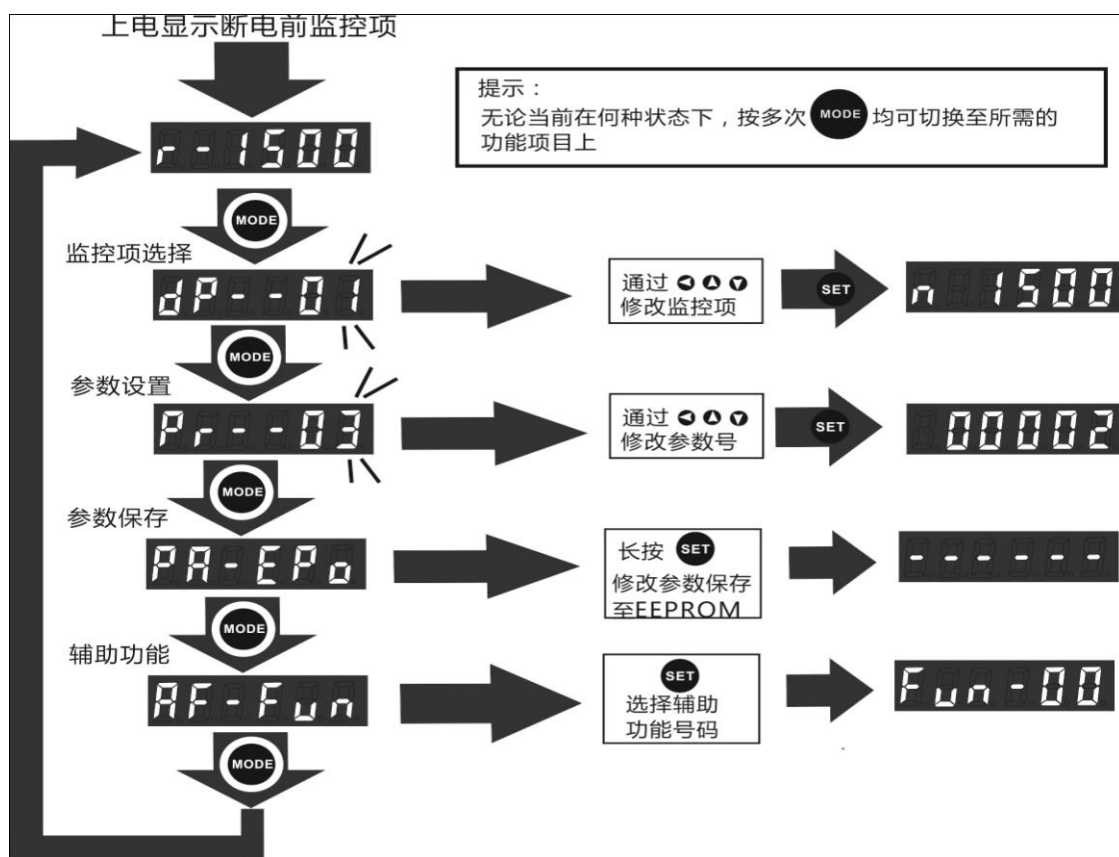 上电显示断电前监控项
提示：
无论当前在何种状态下，按多次 MODE 均可切换至所需的
功能项目上
r-1500
MODE
监控项选择
dP--01
通过
修改监控项
SET
n 1500
MODE
参数设置
Pr--03
通过
修改参数号
SET
00002
MODE
参数保存
PA-EPo
长按 SET
修改参数保存
至EEPROM
------
MODE
辅助功能
AF-Fun
SET
选择辅助
功能号码
Fun-00
MODE